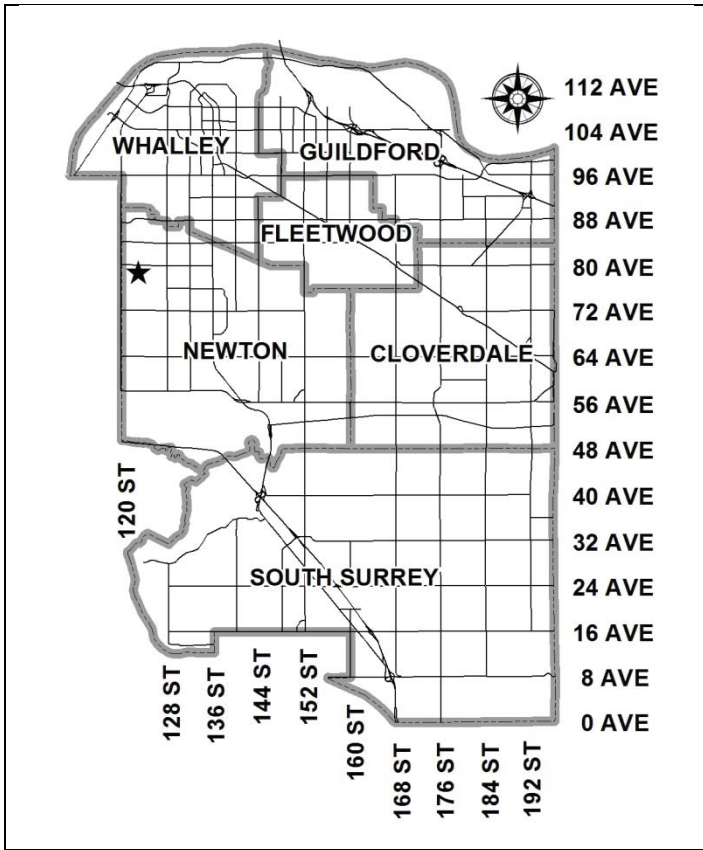 112 AVE
104 AVE
WHALLEY
GUILDFORD
96 AVE
88 AVE
FLEETWOOD
80 AVE
72 AVE
NEWTON
CLOVERDALE
64 AVE
56 AVE
48 AVE
120 ST
40 AVE
32 AVE
SOUTH SURREY
24 AVE
16 AVE
128 ST
136 ST
144 ST
152 ST
160 ST
8 AVE
0 AVE
168 ST
176 ST
184 ST
192 ST